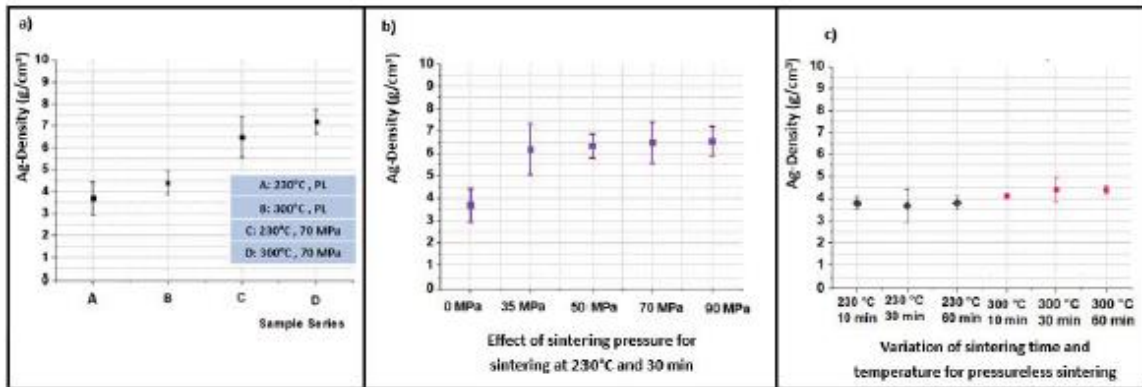 a)
Ag-Density (g/cm³)
10
9
8
7
6
5
4
3
2
1
0
A: 230°C , PL
B: 300°C , PL
C: 230°C , 70 MPa
D: 300°C , 70 MPa
A B C D
Sample Series
b)
Ag-Density (g/cm³)
10
9
8
7
6
5
4
3
2
1
0
0 MPa 35 MPa 50 MPa 70 MPa 90 MPa
Effect of sintering pressure for
sintering at 230°C and 30 min
c)
Ag-Density (g/cm³)
10
9
8
7
6
5
4
3
2
1
0
230 °C 230 °C 230 °C 300 °C 300 °C 300 °C
10 min 30 min 60 min 10 min 30 min 60 min
Variation of sintering time and
temperature for pressureless sintering